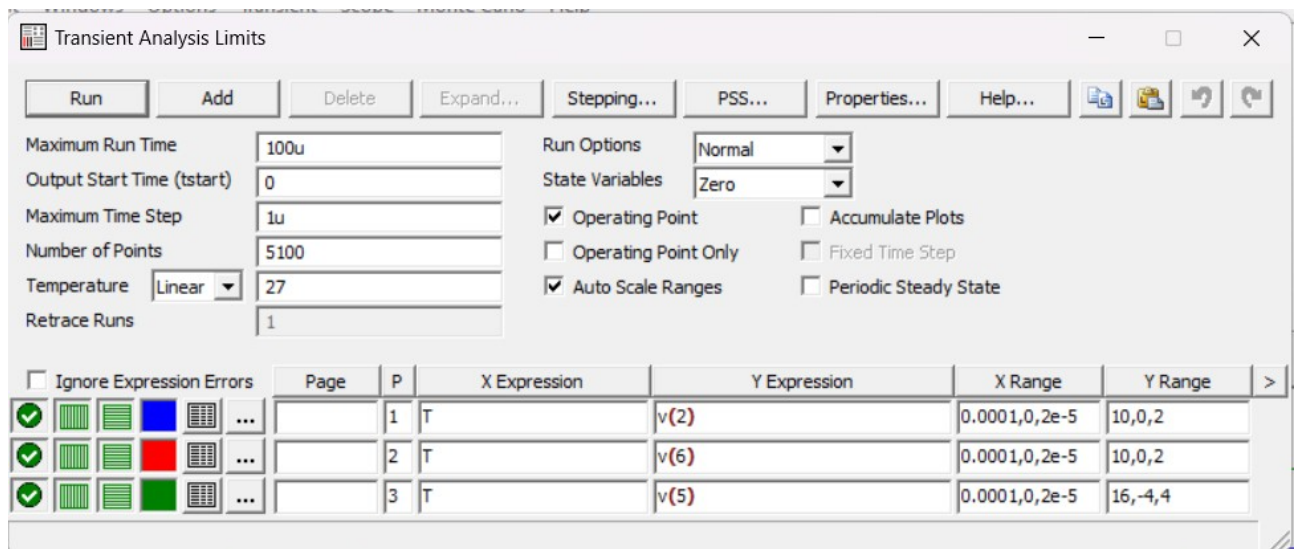 Transient Analysis Limits
Run Add Delete Expand... Stepping... PSS... Properties... Help...
Maximum Run Time 100u Run Options Normal
Output Start Time (tstart) 0 State Variables Zero
Maximum Time Step 1u Operating Point Accumulate Plots
Number of Points 5100 Operating Point Only Fixed Time Step
Temperature Linear 27 Auto Scale Ranges Periodic Steady State
Retrace Runs 1
Ignore Expression Errors Page P X Expression Y Expression X Range Y Range >
... 1 T v(2) 0.0001,0,2e-5 10,0,2
... 2 T v(6) 0.0001,0,2e-5 10,0,2
... 3 T v(5) 0.0001,0,2e-5 16,-4,4